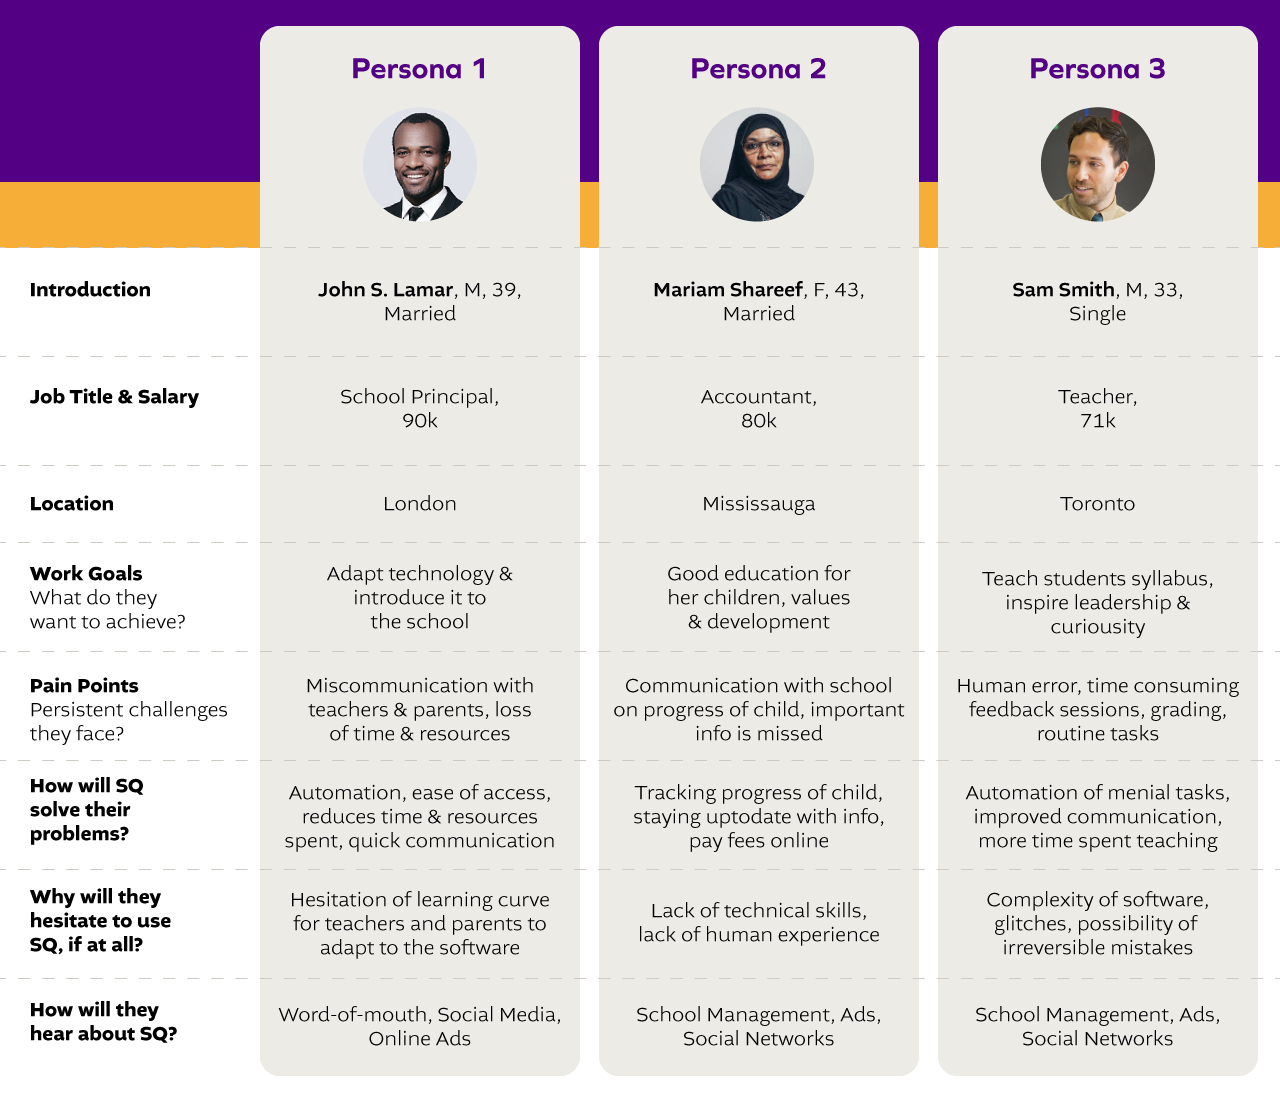 Persona 1
Persona 2
Persona 3
Introduction
John S. Lamar, M, 39,
Married
Mariam Shareef, F, 43,
Married
Sam Smith, M, 33,
Single
Job Title & Salary
School Principal,
90k
Accountant,
80k
Teacher,
71k
Location
London
Mississauga
Toronto
Work Goals
What do they
want to achieve?
Adapt technology &
introduce it to
the school
Good education for
her children, values
& development
Teach students syllabus,
inspire leadership &
curiousity
Pain Points
Persistent challenges
they face?
Miscommunication with
teachers & parents, loss
of time & resources
Communication with school
on progress of child, important
info is missed
Human error, time consuming
feedback sessions, grading,
routine tasks
How will SQ
solve their
problems?
Automation, ease of access,
reduces time & resources
spent, quick communication
Tracking progress of child,
staying uptodate with info,
pay fees online
Automation of menial tasks,
improved communication,
more time spent teaching
Why will they
hesitate to use
SQ, if at all?
Hesitation of learning curve
for teachers and parents to
adapt to the software
Lack of technical skills,
lack of human experience
Complexity of software,
glitches, possibility of
irreversible mistakes
How will they
hear about SQ?
Word-of-mouth, Social Media,
Online Ads
School Management, Ads,
Social Networks
School Management, Ads,
Social Networks